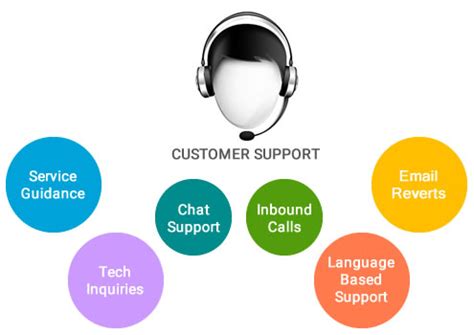 CUSTOMER SUPPORT
Service
Guidance
Tech
Inquiries
Chat
Support
Inbound
Calls
Language
Based
Support
Email
Reverts